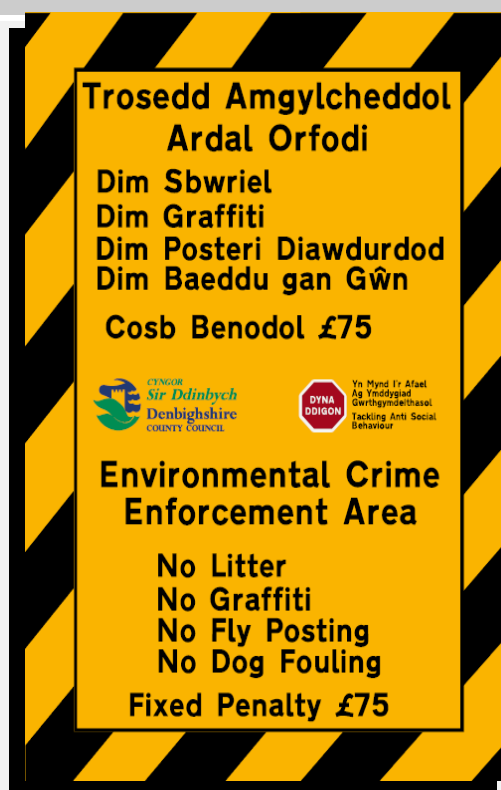 Trosedd Amgylcheddol
Ardal Orfodi
Dim Sbwriel
Dim Graffiti
Dim Posteri Diawdurdod
Dim Baeddu gan Gŵn
Cosb Benodol £75
CYNGOR
Sir Ddinbych
Denbighshire
COUNTY COUNCIL
DYNA
DDIGON
Yn Mynd I'r Afael
Ag Ymddygiad
Gwrthgymdeithasol
Tackling Anti Social
Behaviour
Environmental Crime
Enforcement Area
No Litter
No Graffiti
No Fly Posting
No Dog Fouling
Fixed Penalty £75